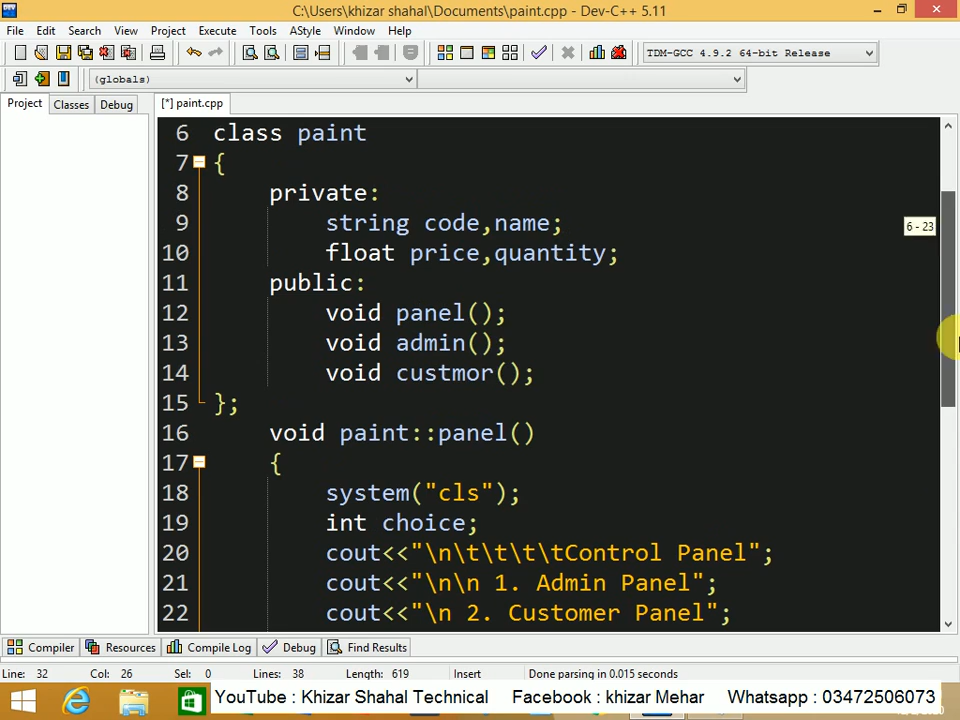 C:\Users\khizar shahal\Documents\paint.cpp - Dev-C++ 5.11
File Edit Search View Project Execute Tools AStyle Window Help
TDM-GCC 4.9.2 64-bit Release
(globals)
Project Classes Debug [*] paint.cpp
6 class paint
7 {
8 private:
9 string code,name;
6 - 23
10 float price,quantity;
11 public:
12 void panel();
13 void admin();
14 void custmor();
15 };
16 void paint::panel()
17 {
18 system("cls");
19 int choice;
20 cout<<"\n\t\t\t\tControl Panel";
21 cout<<"\n\n 1. Admin Panel";
22 cout<<"\n 2. Customer Panel";
Compiler Resources Compile Log Debug Find Results
Line: 32 Col: 26 Sel: 0 Lines: 38 Length: 619 Insert Done parsing in 0.015 seconds
YouTube : Khizar Shahal Technical Facebook : khizar Mehar Whatsapp : 03472506073